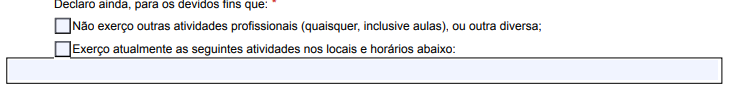 Declaro ainda, para os devidos fins que: *
Não exerço outras atividades profissionais (quaisquer, inclusive aulas), ou outra diversa;
Exerço atualmente as seguintes atividades nos locais e horários abaixo: